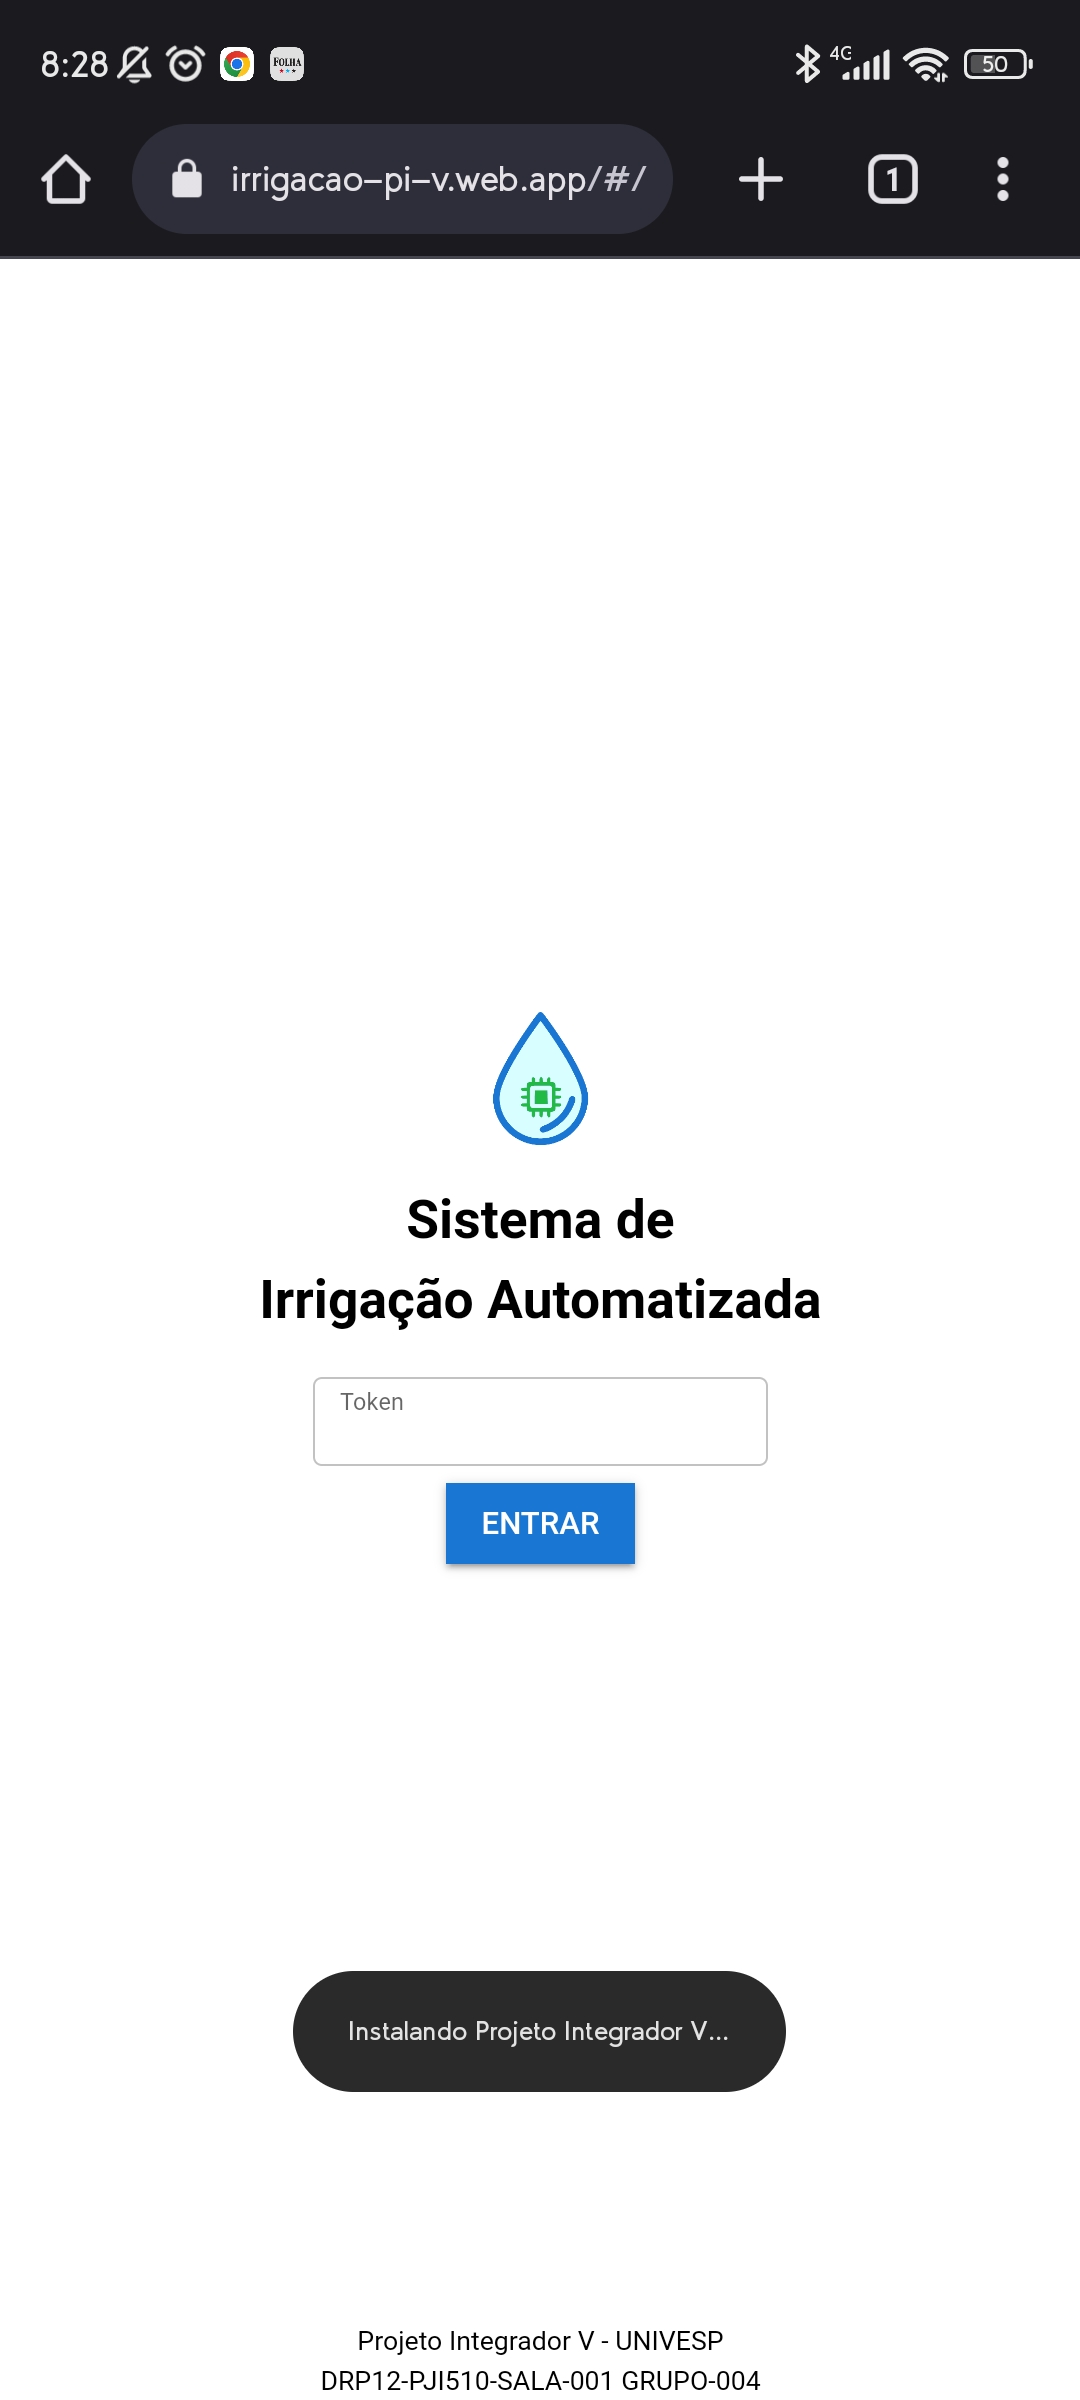 8:28
FOLHA
4G
50
irrigacao-pi-v.web.app/#/
1
Sistema de
Irrigação Automatizada
Token
ENTRAR
Instalando Projeto Integrador V...
Projeto Integrador V - UNIVESP
DRP12-PJI510-SALA-001 GRUPO-004